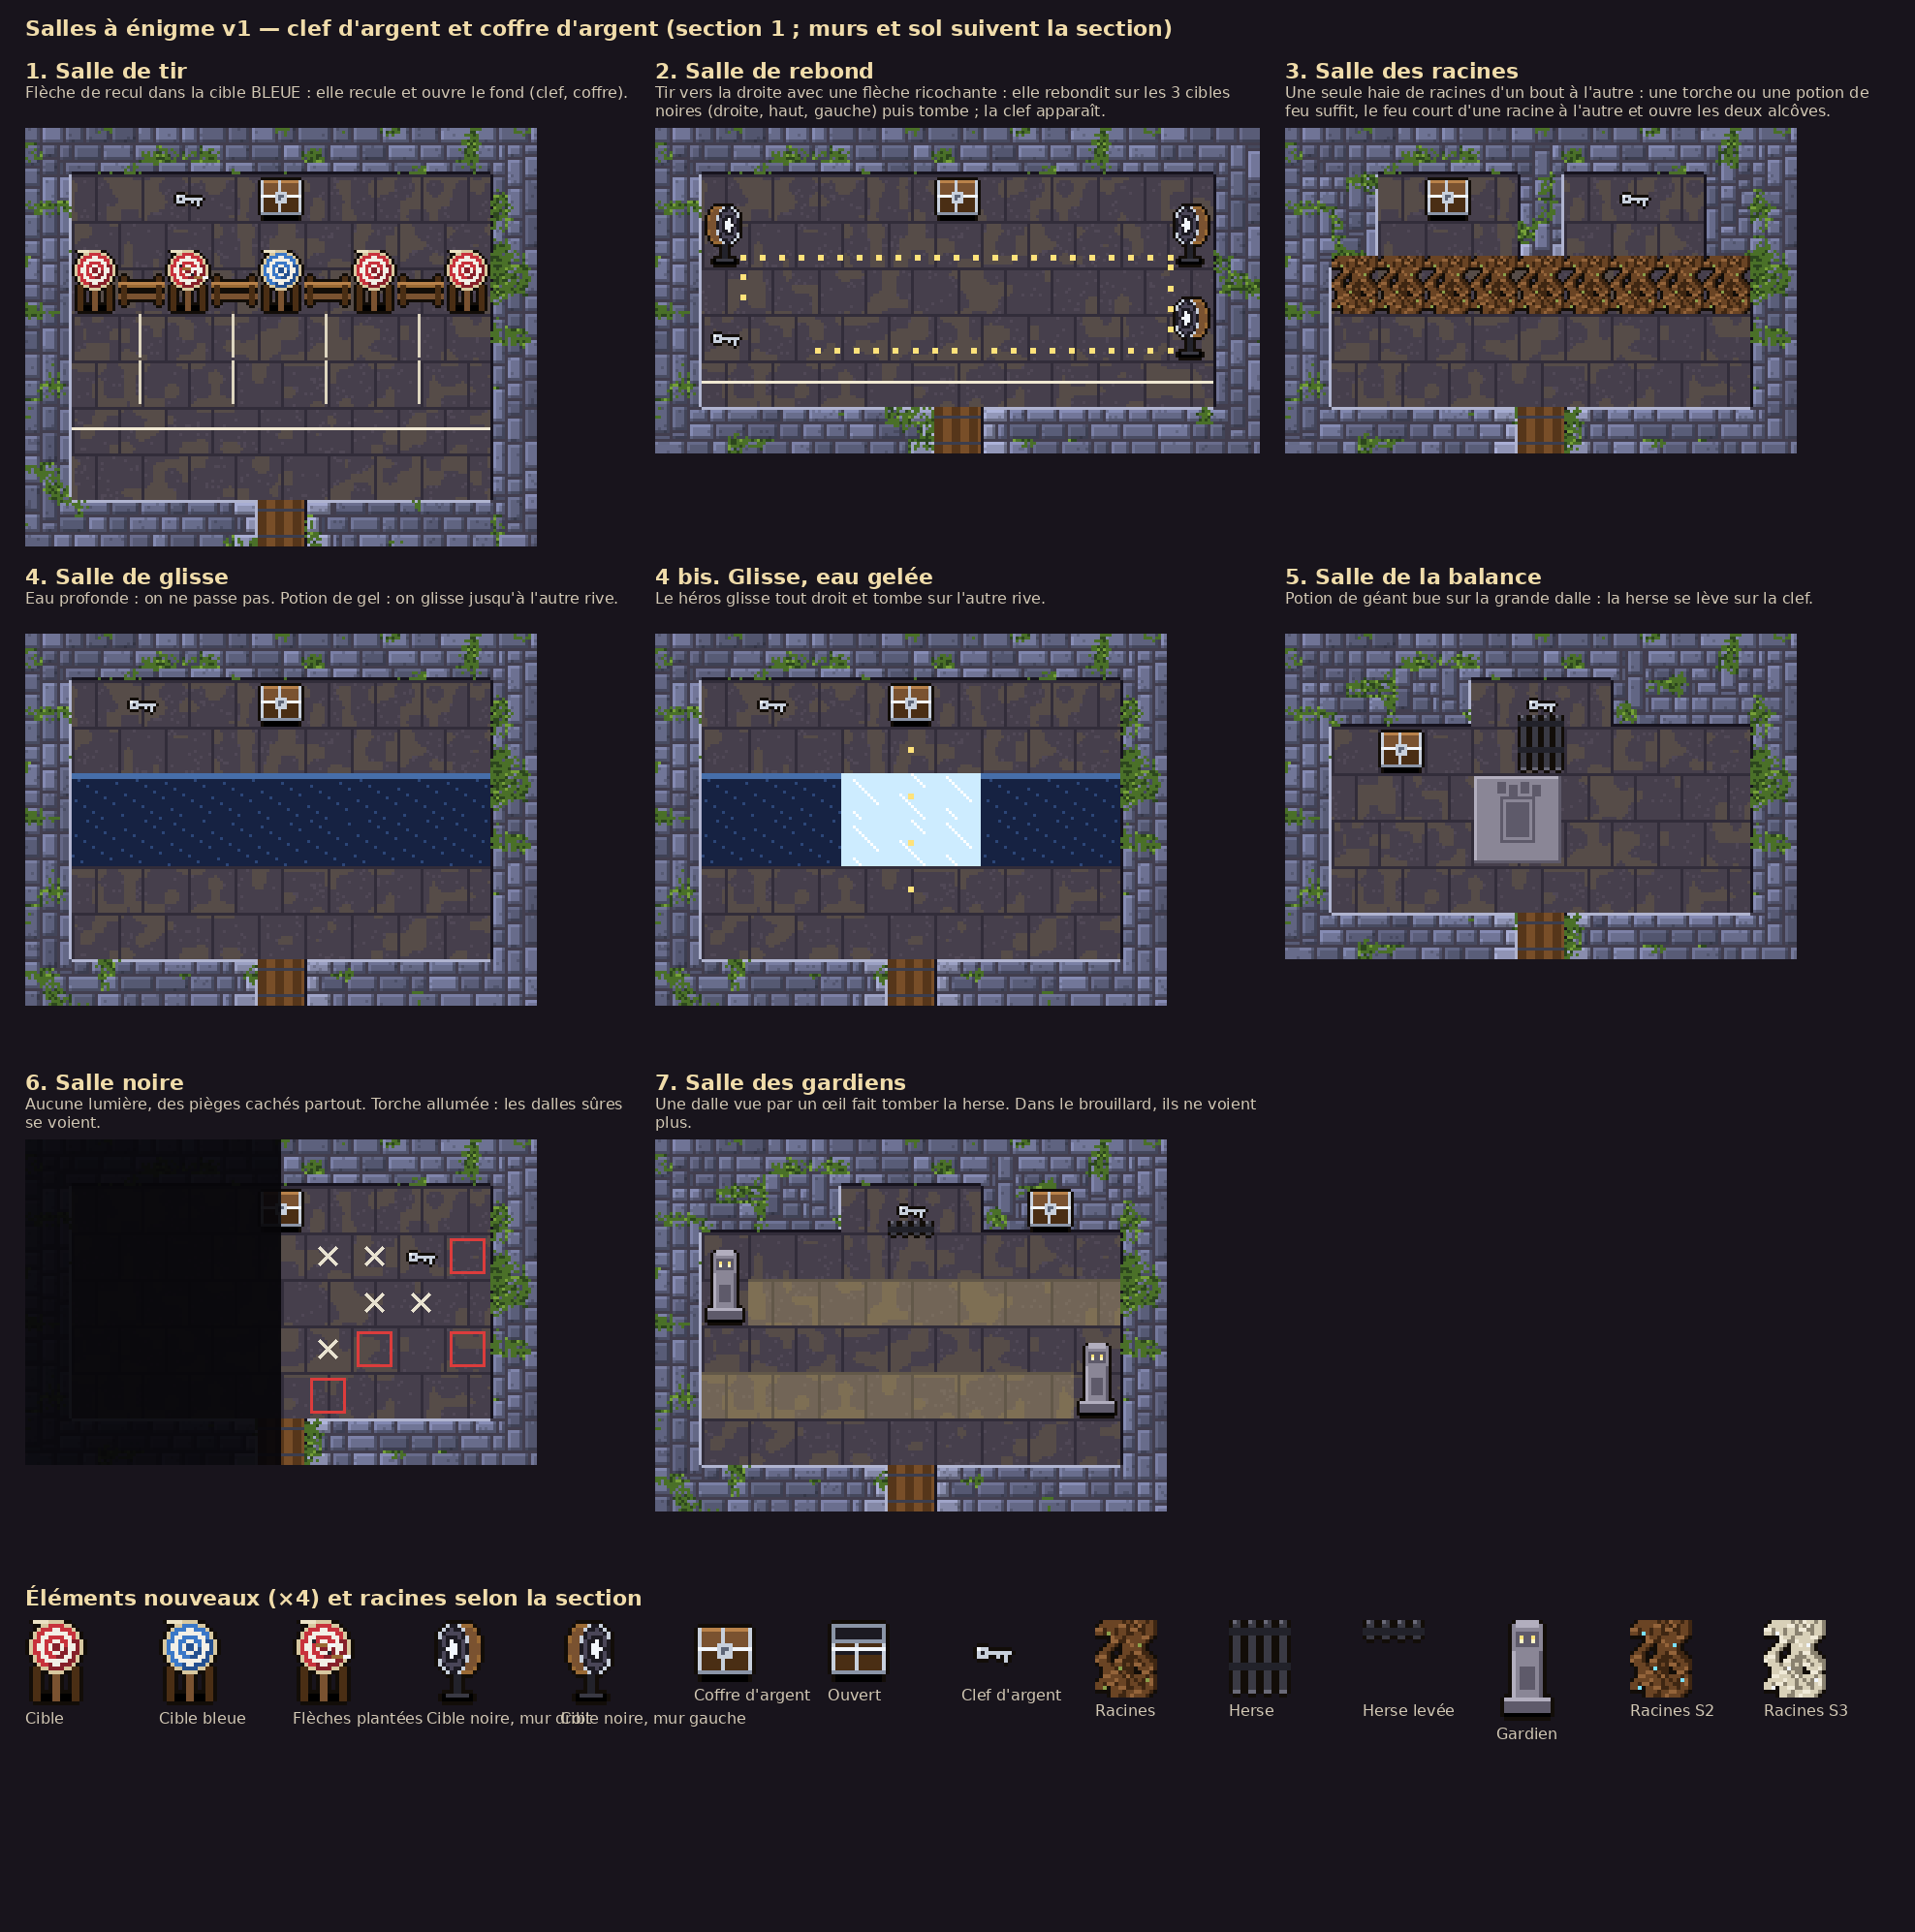 Salles à énigme v1 — clef d'argent et coffre d'argent (section 1 ; murs et sol suivent la section)
1. Salle de tir
Flèche de recul dans la cible BLEUE : elle recule et ouvre le fond (clef, coffre).
2. Salle de rebond
Tir vers la droite avec une flèche ricochante : elle rebondit sur les 3 cibles
noires (droite, haut, gauche) puis tombe ; la clef apparaît.
3. Salle des racines
Une seule haie de racines d'un bout à l'autre : une torche ou une potion de
feu suffit, le feu court d'une racine à l'autre et ouvre les deux alcôves.
4. Salle de glisse
Eau profonde : on ne passe pas. Potion de gel : on glisse jusqu'à l'autre rive.
4 bis. Glisse, eau gelée
Le héros glisse tout droit et tombe sur l'autre rive.
5. Salle de la balance
Potion de géant bue sur la grande dalle : la herse se lève sur la clef.
6. Salle noire
Aucune lumière, des pièges cachés partout. Torche allumée : les dalles sûres
se voient.
7. Salle des gardiens
Une dalle vue par un œil fait tomber la herse. Dans le brouillard, ils ne voient
plus.
Éléments nouveaux (×4) et racines selon la section
Cible
Cible bleue
Flèches plantées
Cible noire, mur droit
Cible noire, mur gauche
Coffre d'argent
Ouvert
Clef d'argent
Racines
Herse
Herse levée
Gardien
Racines S2
Racines S3